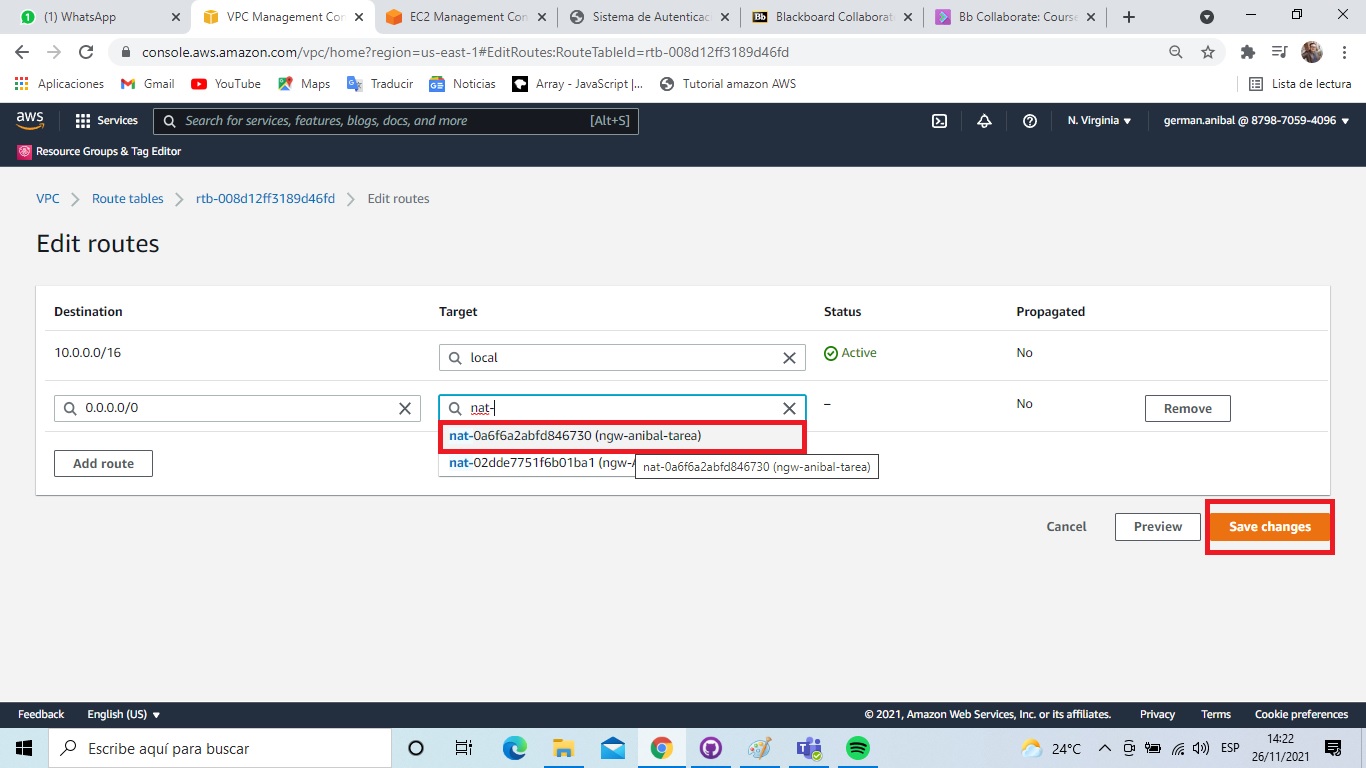 (1) WhatsApp
VPC Management Con
EC2 Management Con
Sistema de Autenticac
Blackboard Collaborat
Bb Collaborate: Course
console.aws.amazon.com/vpc/home?region=us-east-1#EditRoutes:RouteTableId=rtb-008d12ff3189d46fd
Aplicaciones
Gmail
YouTube
Maps
Traducir
Noticias
Array - JavaScript |...
Tutorial amazon AWS
Lista de lectura
aws
Services
Search for services, features, blogs, docs, and more
[Alt+S]
N. Virginia
german.anibal @ 8798-7059-4096
Resource Groups & Tag Editor
VPC
Route tables
rtb-008d12ff3189d46fd
Edit routes
Edit routes
Destination
Target
Status
Propagated
10.0.0.0/16
local
Active
No
0.0.0.0/0
nat-
–
No
Remove
nat-0a6f6a2abfd846730 (ngw-anibal-tarea)
nat-02dde7751f6b01ba1 (ngw-
nat-0a6f6a2abfd846730 (ngw-anibal-tarea)
Add route
Cancel
Preview
Save changes
Feedback
English (US)
© 2021, Amazon Web Services, Inc. or its affiliates.
Privacy
Terms
Cookie preferences
Escribe aquí para buscar
24°C
ESP
14:22
26/11/2021